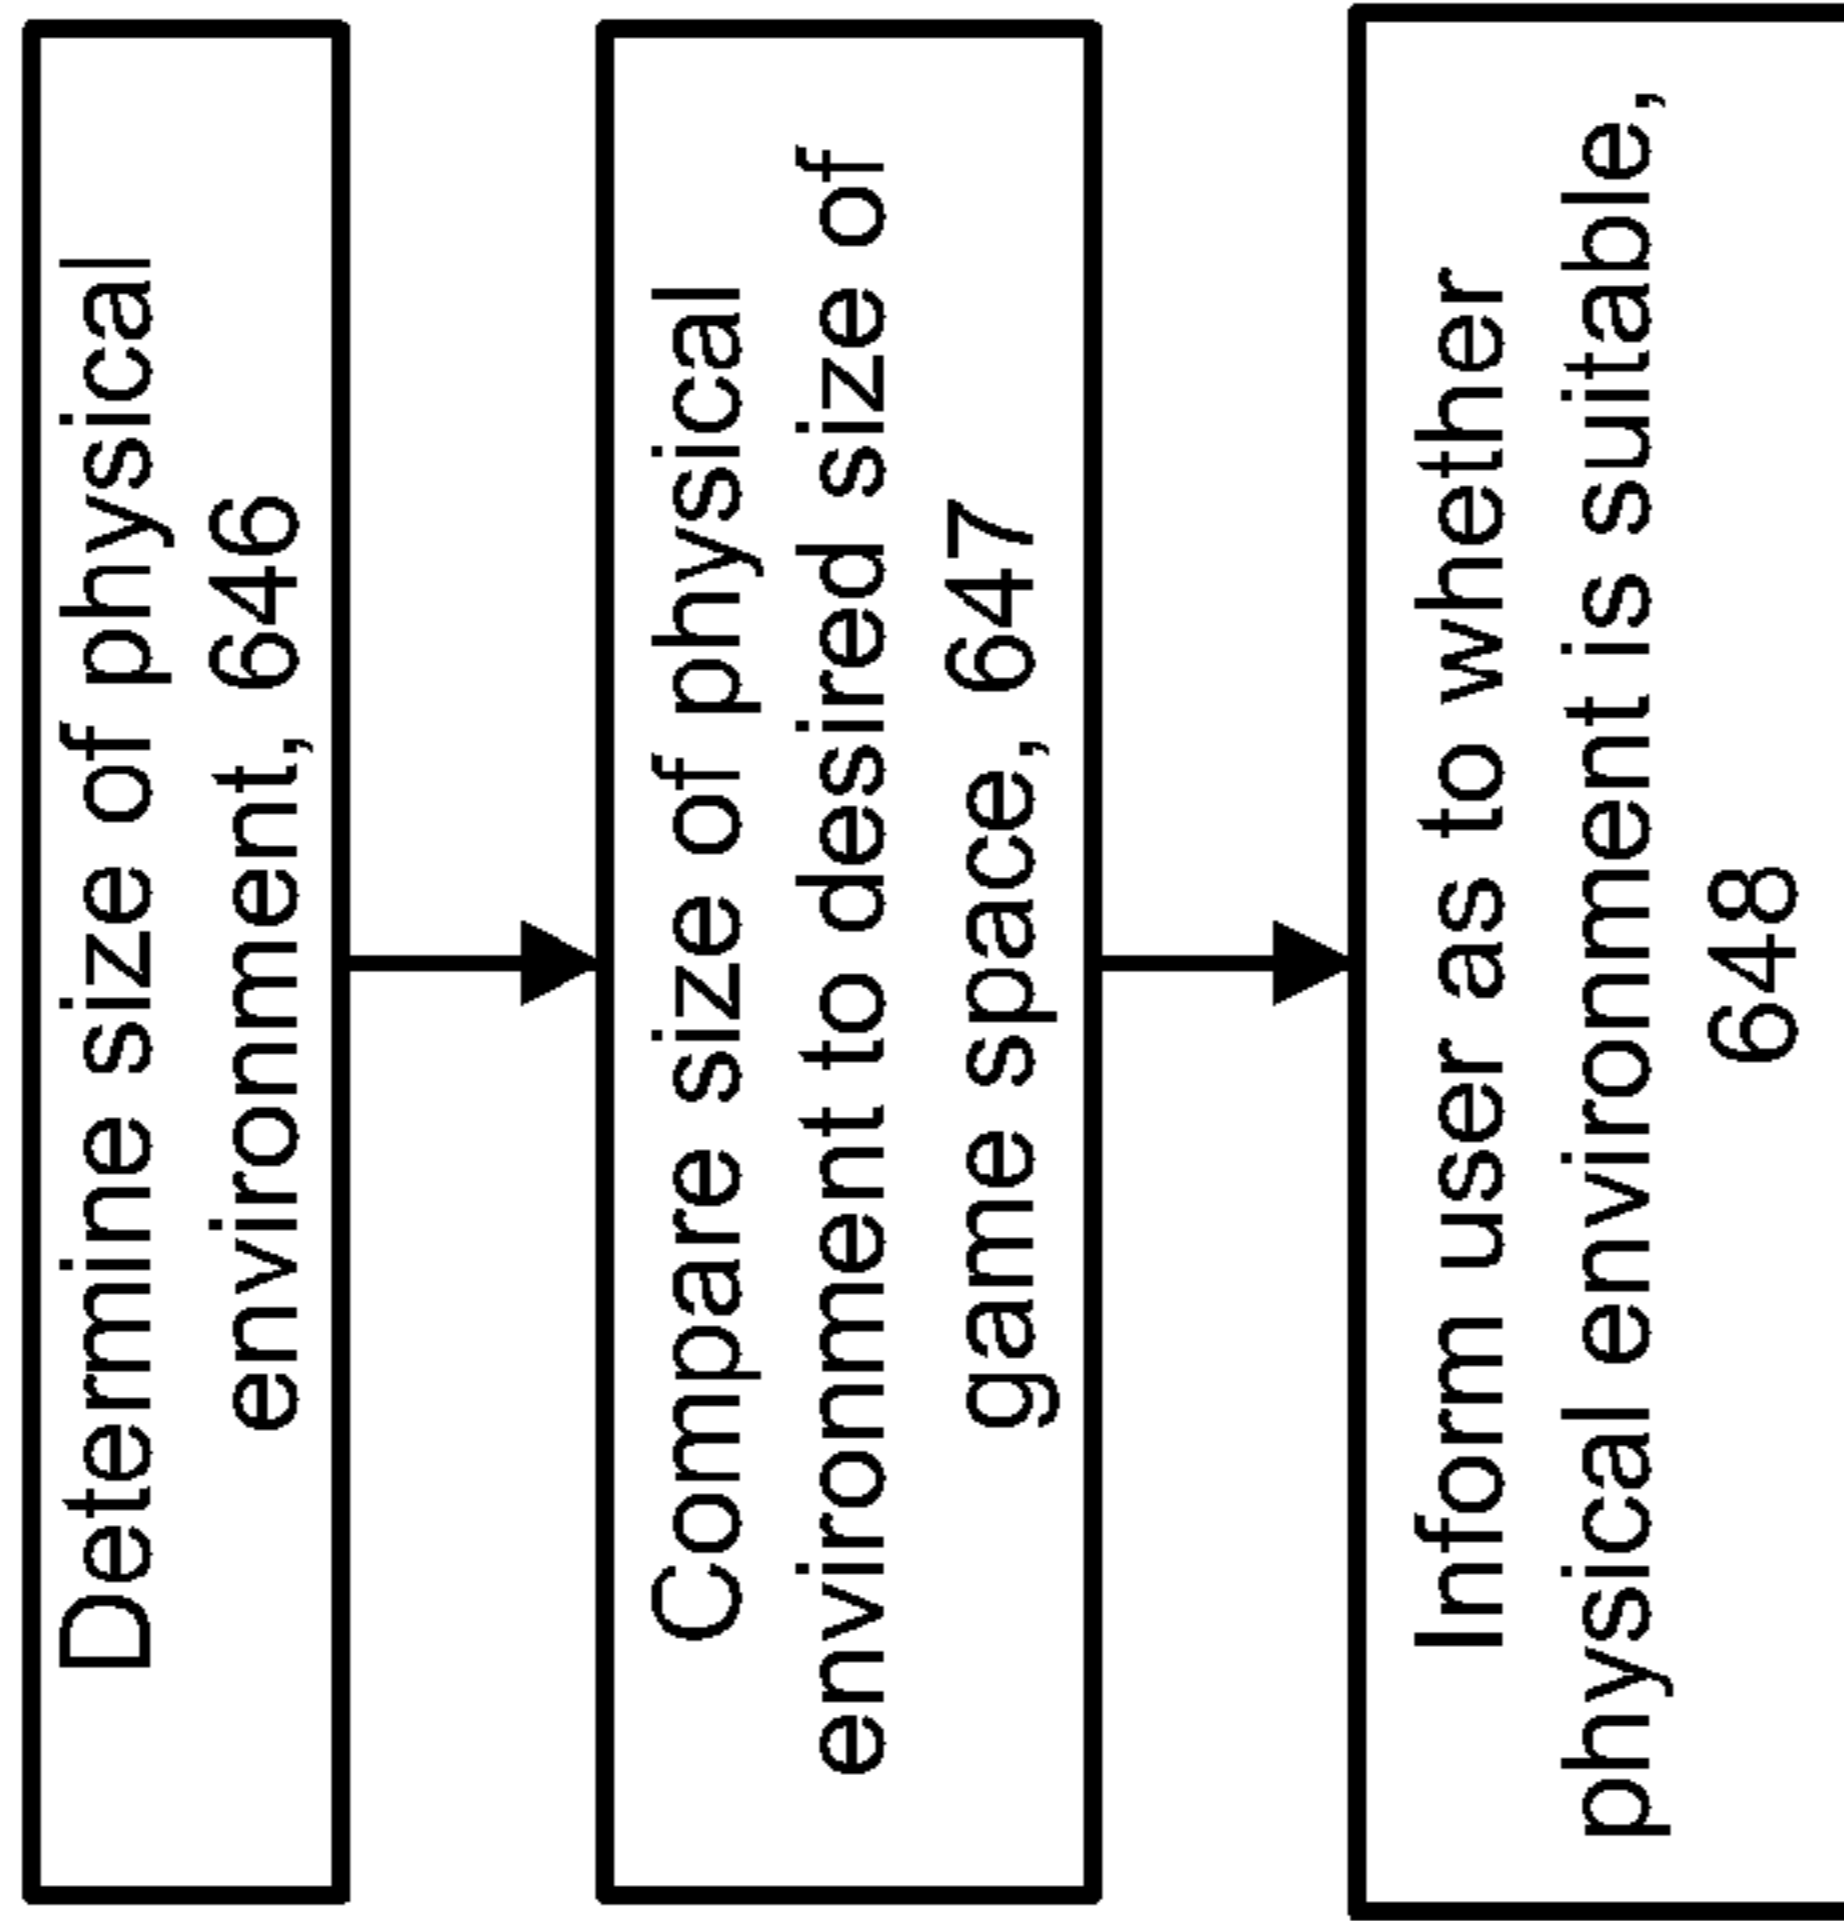 Determine size of physical
environment, 646
Compare size of physical
environment to desired size of
game space, 647
Inform user as to whether
physical environment is suitable,
648